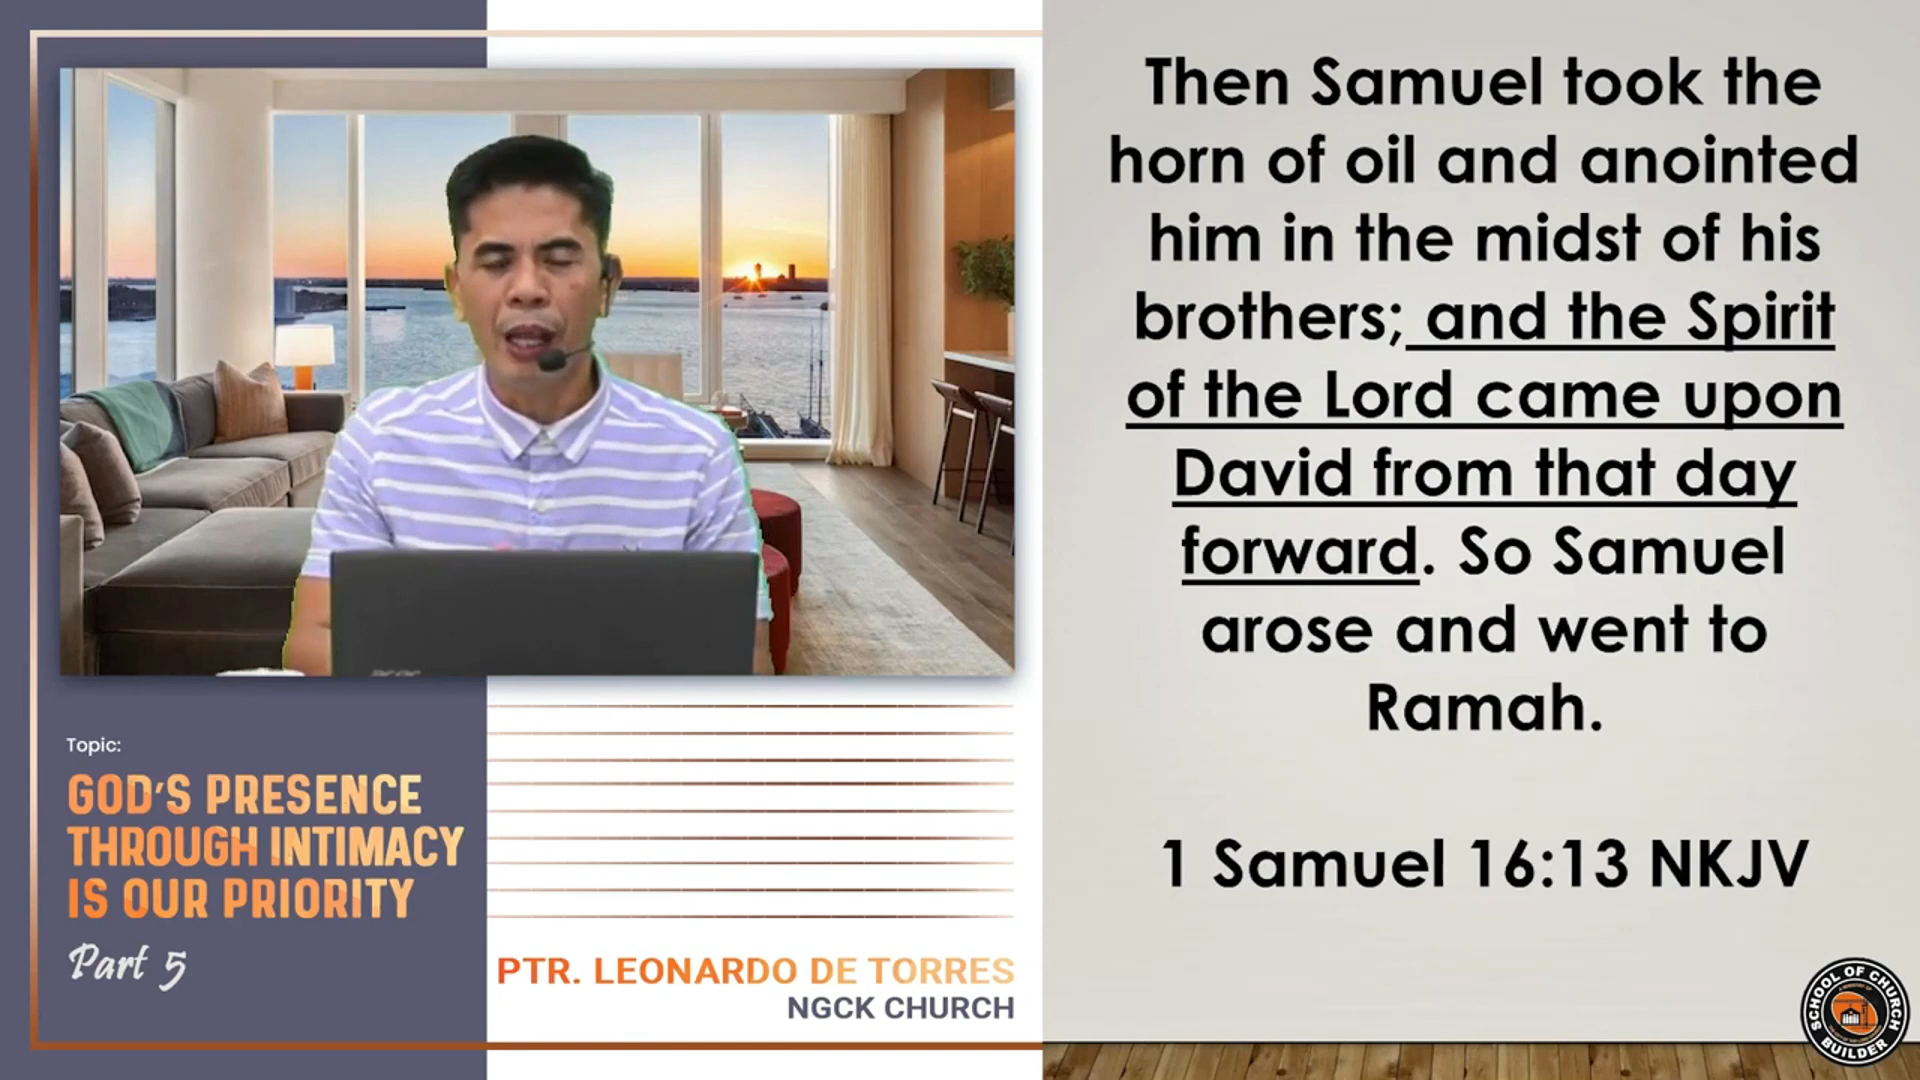 Topic:
GOD'S PRESENCE
THROUGH INTIMACY
IS OUR PRIORITY
Part 5
PTR. LEONARDO DE TORRES
NGCK CHURCH
Then Samuel took the
horn of oil and anointed
him in the midst of his
brothers; and the Spirit
of the Lord came upon
David from that day
forward. So Samuel
arose and went to
Ramah.
1 Samuel 16:13 NKJV
SCHOOL OF CHURCH
BUILDER